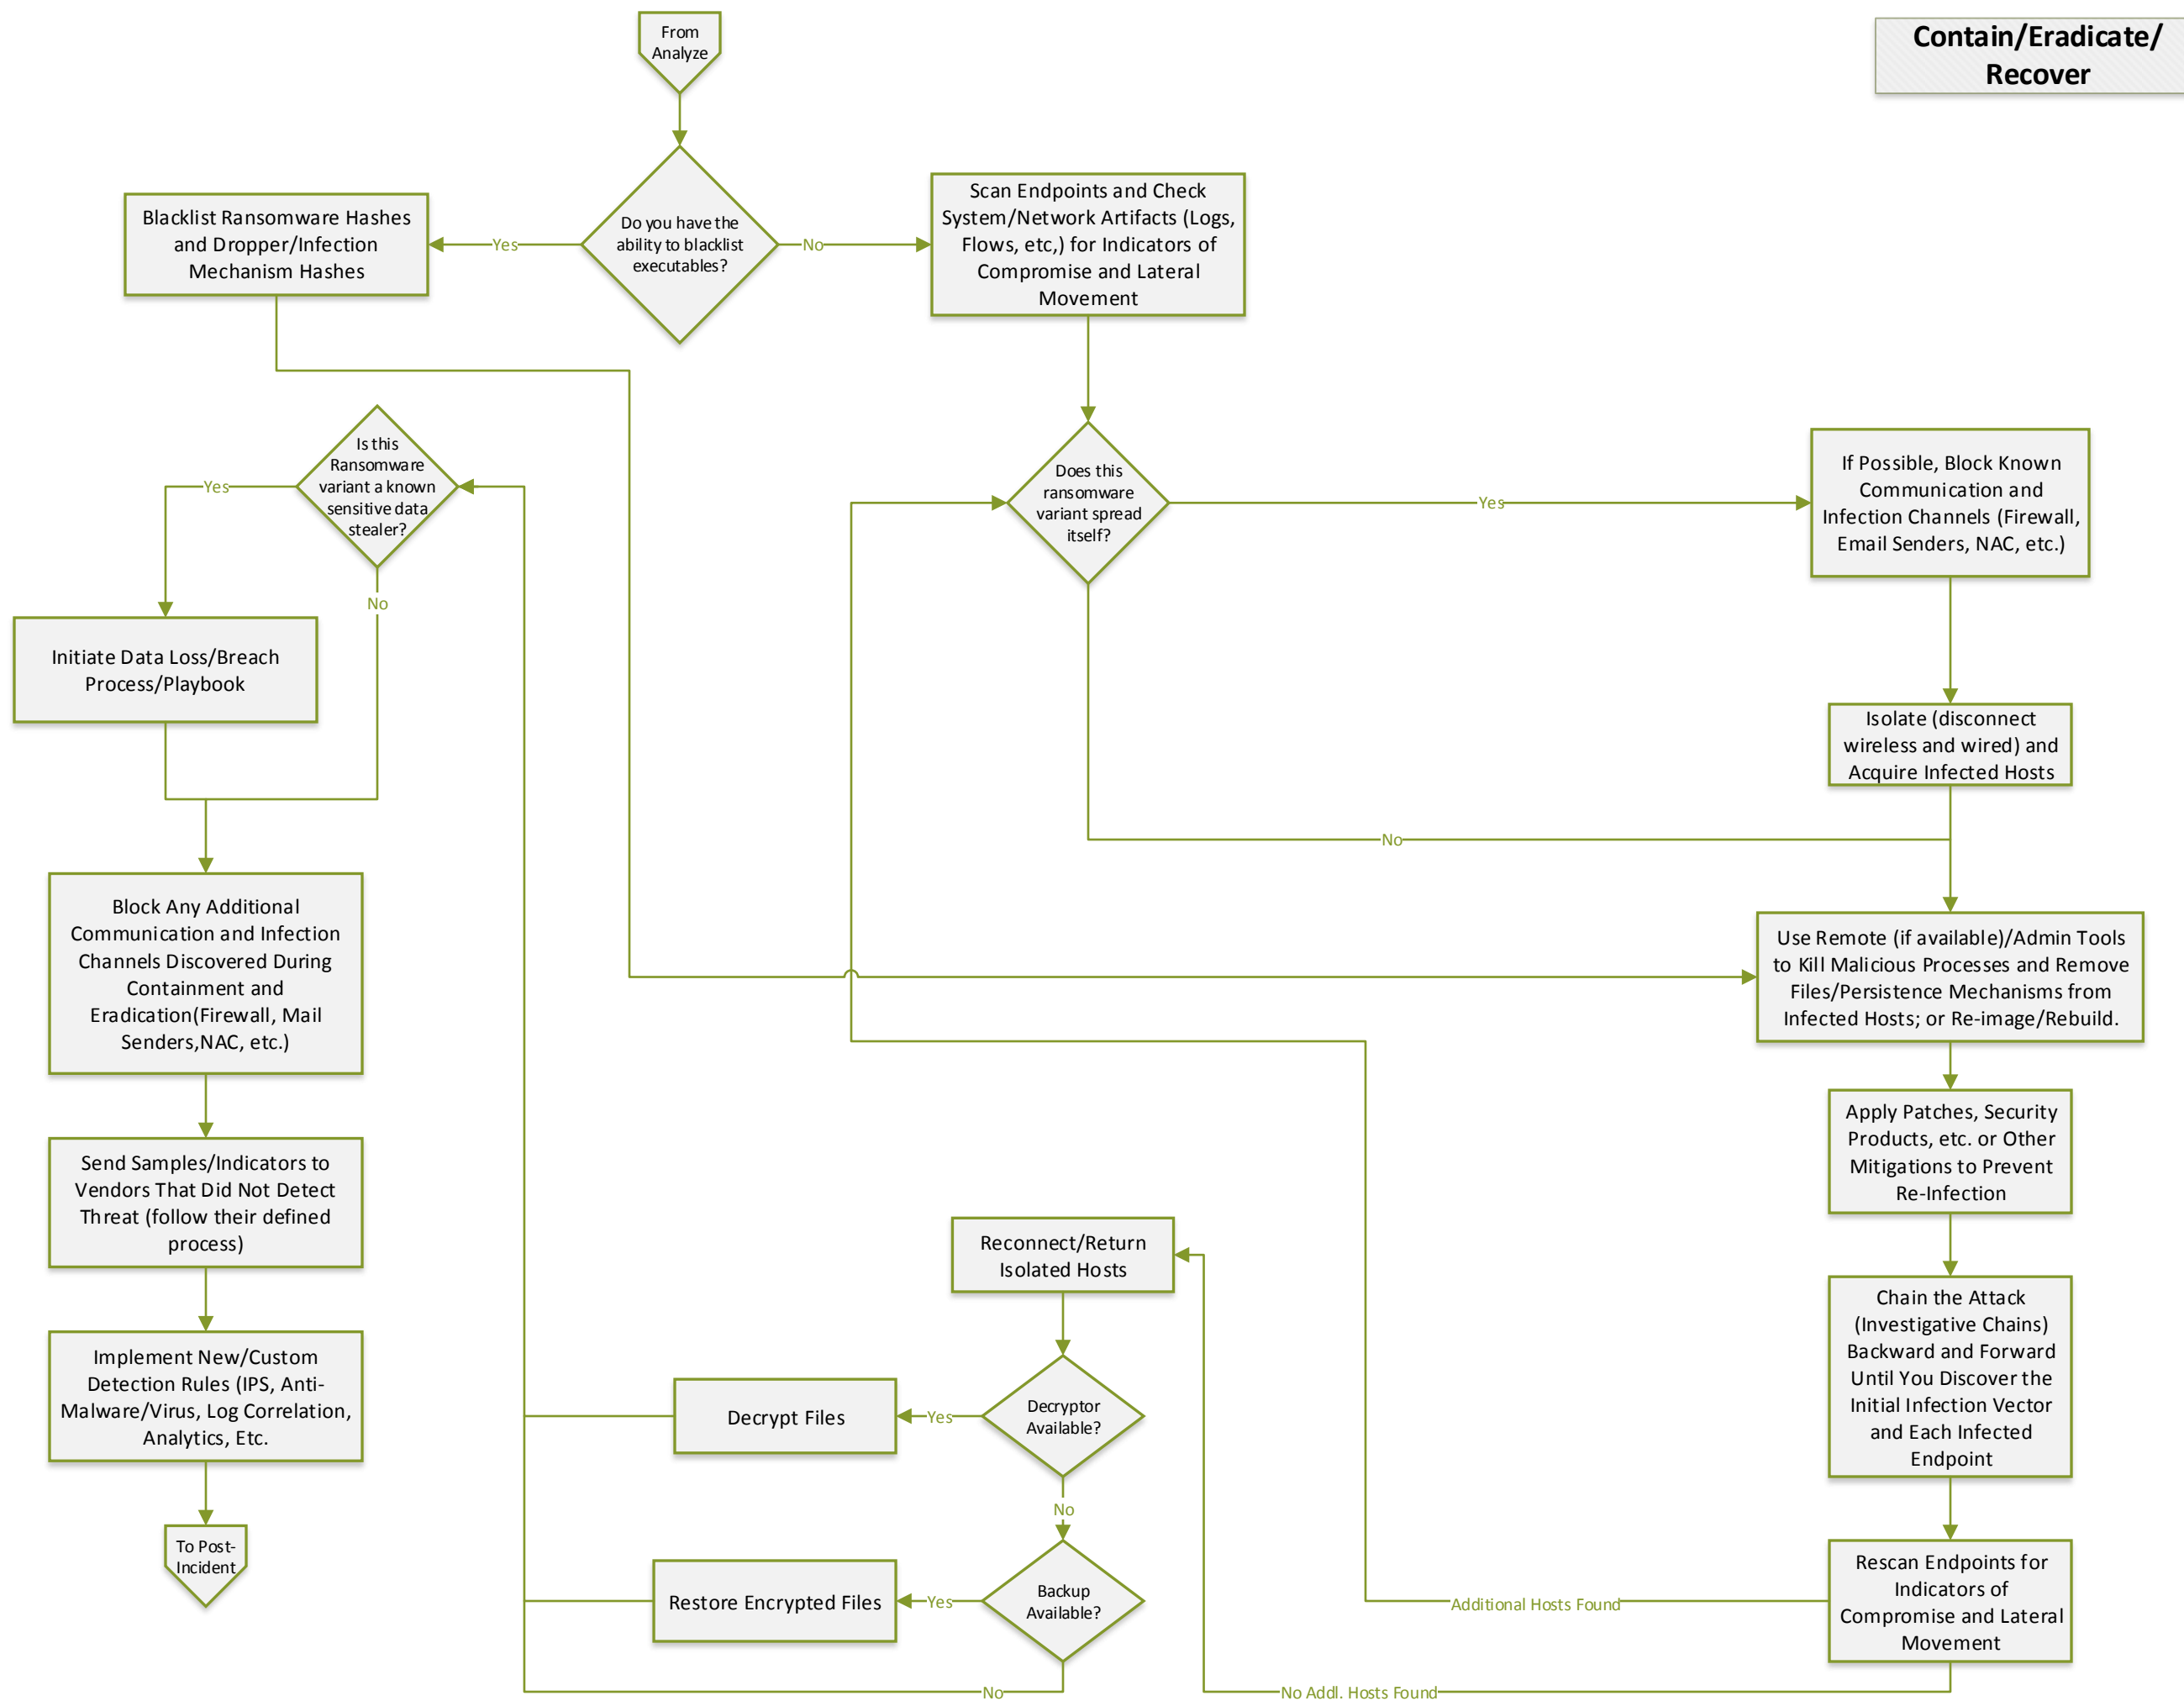 From
Analyze
Contain/Eradicate/
Recover
Do you have the
ability to blacklist
executables?
Yes
No
Blacklist Ransomware Hashes
and Dropper/Infection
Mechanism Hashes
Scan Endpoints and Check
System/Network Artifacts (Logs,
Flows, etc,) for Indicators of
Compromise and Lateral
Movement
Is this
Ransomware
variant a known
sensitive data
stealer?
Yes
No
Does this
ransomware
variant spread
itself?
Yes
No
If Possible, Block Known
Communication and
Infection Channels (Firewall,
Email Senders, NAC, etc.)
Initiate Data Loss/Breach
Process/Playbook
Isolate (disconnect
wireless and wired) and
Acquire Infected Hosts
Block Any Additional
Communication and Infection
Channels Discovered During
Containment and
Eradication(Firewall, Mail
Senders,NAC, etc.)
Use Remote (if available)/Admin Tools
to Kill Malicious Processes and Remove
Files/Persistence Mechanisms from
Infected Hosts; or Re-image/Rebuild.
Apply Patches, Security
Products, etc. or Other
Mitigations to Prevent
Re-Infection
Send Samples/Indicators to
Vendors That Did Not Detect
Threat (follow their defined
process)
Reconnect/Return
Isolated Hosts
Chain the Attack
(Investigative Chains)
Backward and Forward
Until You Discover the
Initial Infection Vector
and Each Infected
Endpoint
Implement New/Custom
Detection Rules (IPS, Anti-
Malware/Virus, Log Correlation,
Analytics, Etc.
Decrypt Files
Yes
Decryptor
Available?
No
To Post-
Incident
Restore Encrypted Files
Yes
Backup
Available?
No
Additional Hosts Found
Rescan Endpoints for
Indicators of
Compromise and Lateral
Movement
No Addl. Hosts Found